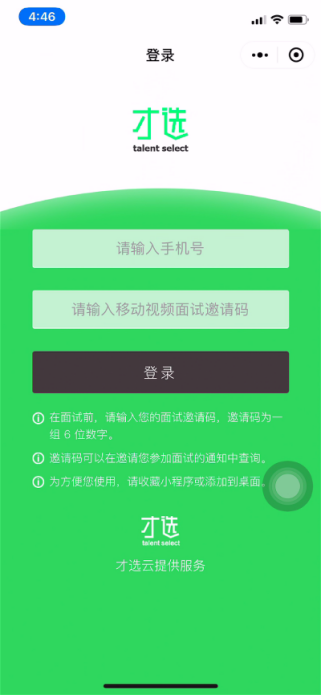 4:46
登录
才选
talent select
请输入手机号
请输入移动视频面试邀请码
登录
在面试前，请输入您的面试邀请码，邀请码为一
组 6 位数字。
邀请码可以在邀请您参加面试的通知中查询。
为方便您使用，请收藏小程序或添加到桌面。
才选
talent select
才选云提供服务